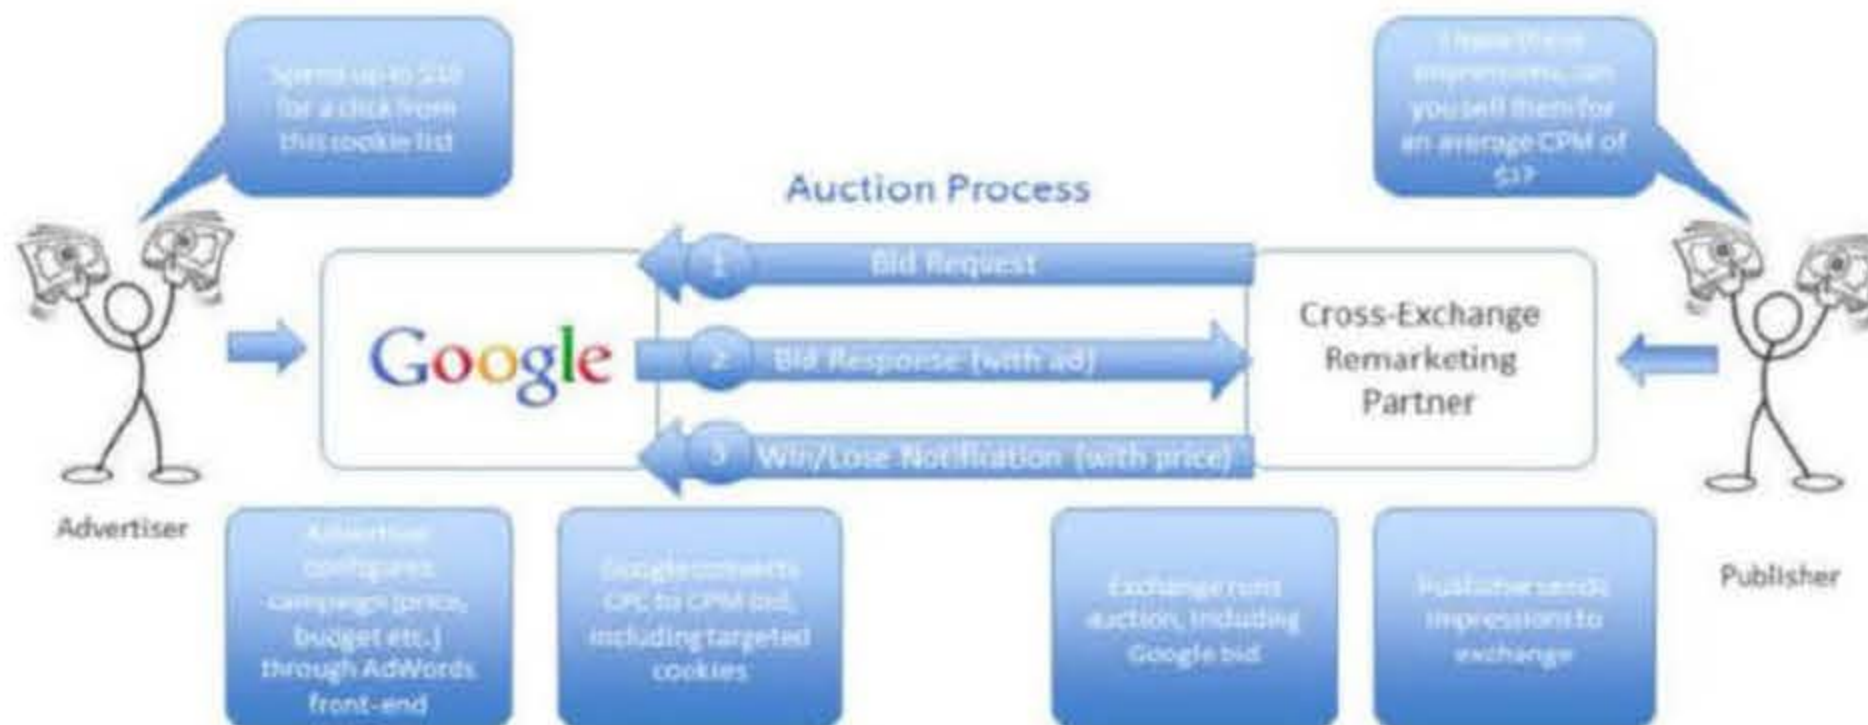 Spend up to $10
for a click from
this cookie list
I have these
impressions, can
you sell them for
an average CPM of
Auction Process
1
Bid Request
Google
2
Bid Response (with ad)
3
Win/Lose Notification (with price)
Cross-Exchange
Remarketing
Partner
Advertiser
Publisher
Advertiser
configures
campaign (price,
budget etc.)
through AdWords
front-end
Google converts
CPC to CPM bid,
including targeted
cookies
Exchange runs
auction, including
Google bid
Publisher sends
impressions to
exchange